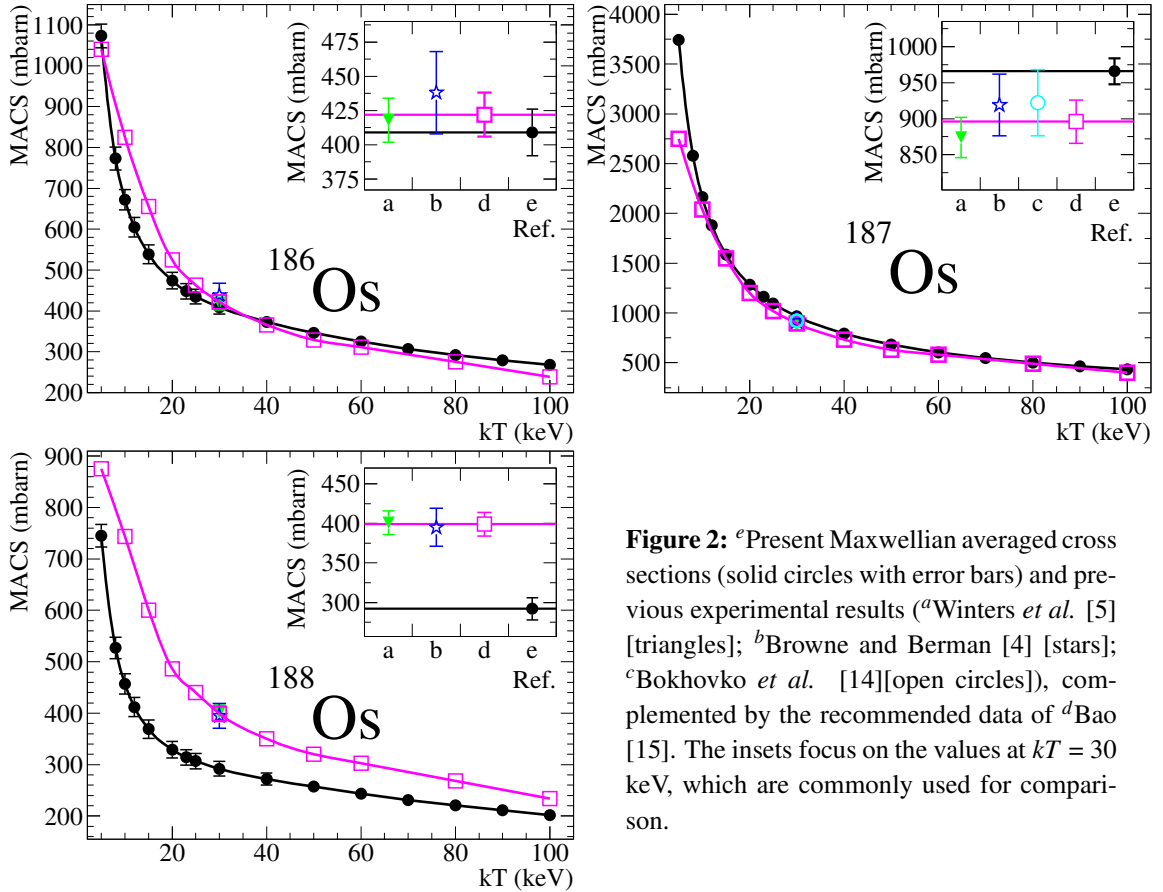 MACS (mbarn)
1100
1000
900
800
700
600
500
400
300
200
20 40 60 80 100
kT (keV)
MACS (mbarn)
475
450
425
400
375
a b d e
Ref.
186
Os
MACS (mbarn)
4000
3500
3000
2500
2000
1500
1000
500
20 40 60 80 100
kT (keV)
MACS (mbarn)
1000
950
900
850
a b c d e
Ref.
187
Os
MACS (mbarn)
900
800
700
600
500
400
300
200
20 40 60 80 100
kT (keV)
MACS (mbarn)
450
400
350
300
a b d e
Ref.
188
Os
Figure 2: ᵉPresent Maxwellian averaged cross
sections (solid circles with error bars) and pre-
vious experimental results (ᵃWinters et al. [5]
[triangles]; ᵇBrowne and Berman [4] [stars];
ᶜBokhovko et al. [14][open circles]), com-
plemented by the recommended data of ᵈBao
[15]. The insets focus on the values at kT = 30
keV, which are commonly used for compari-
son.